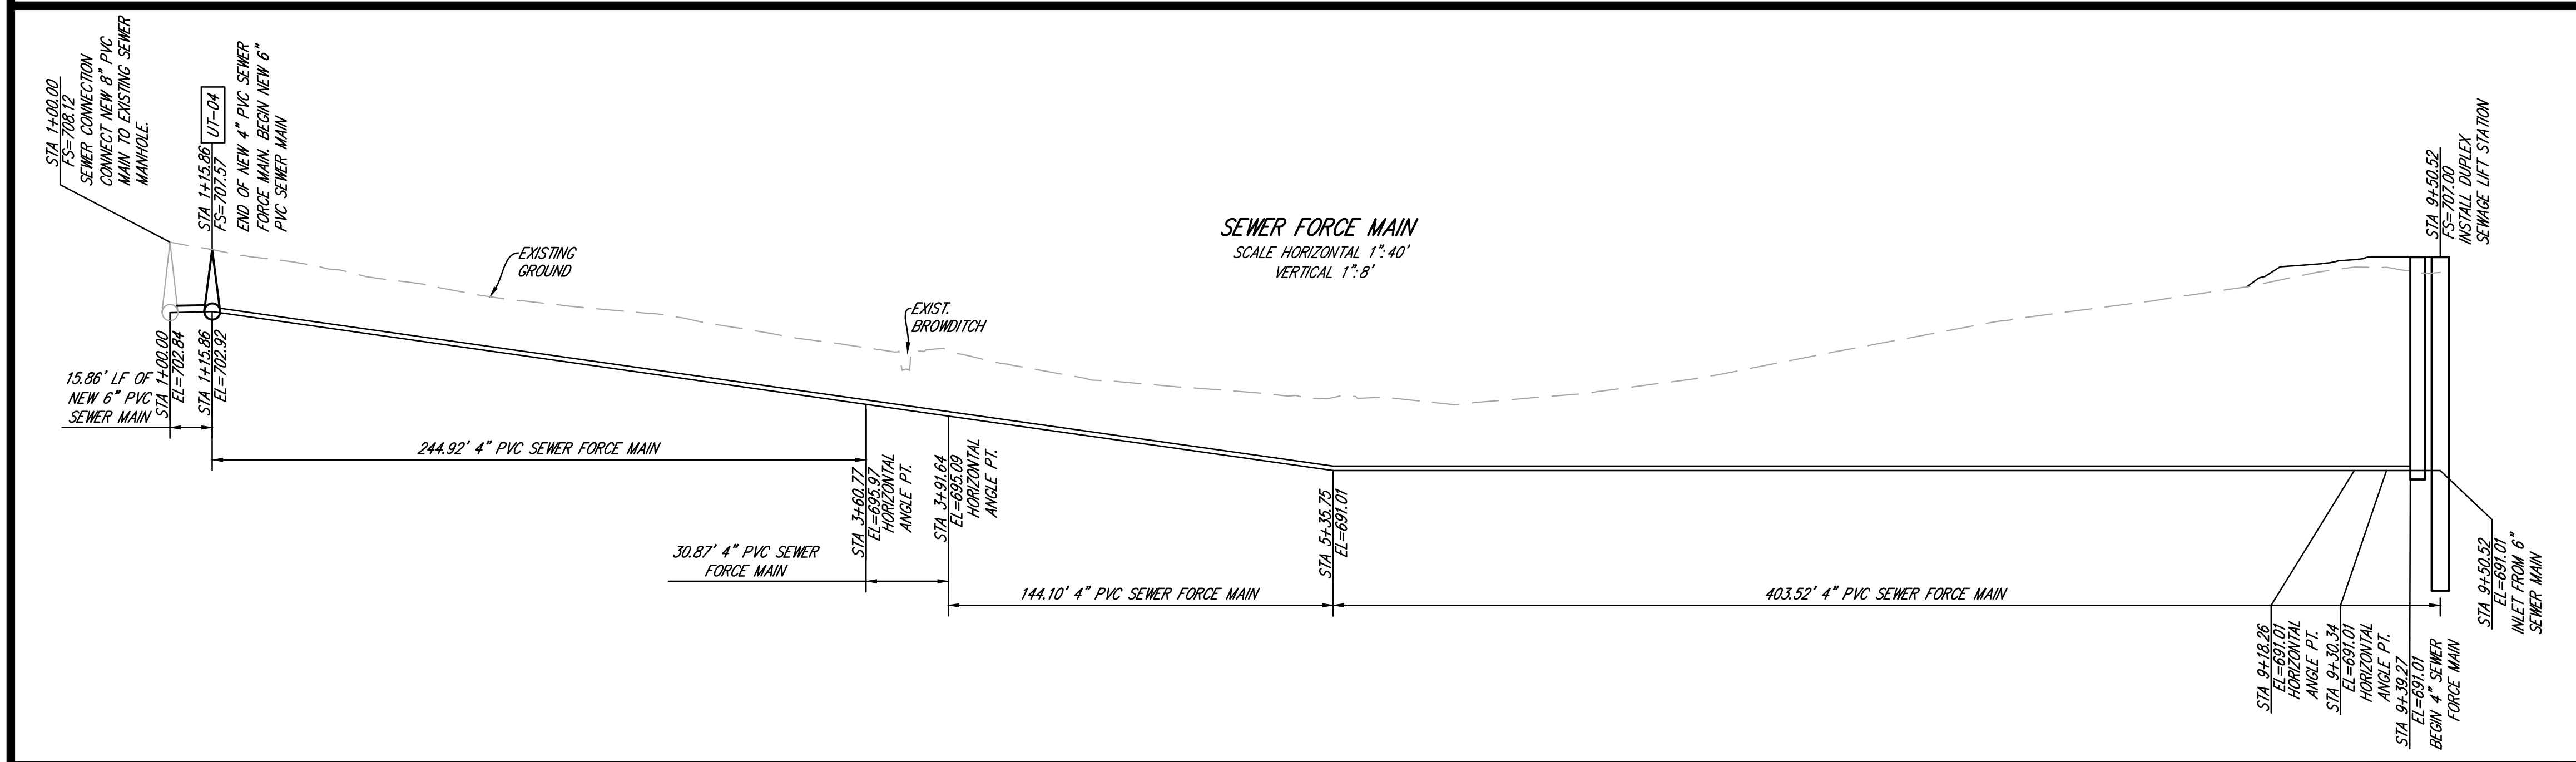 STA 1+00.00
FS=708.12
SEWER CONNECTION
CONNECT NEW 8" PVC
MAIN TO EXISTING SEWER
MANHOLE.
STA 1+15.86
UT-04
FS=707.57
END OF NEW 4" PVC SEWER
FORCE MAIN. BEGIN NEW 6"
PVC SEWER MAIN
EXISTING
GROUND
EXIST.
BROWDITCH
SEWER FORCE MAIN
SCALE HORIZONTAL 1":40'
VERTICAL 1":8'
STA 9+50.52
FS=707.00
INSTALL DUPLEX
SEWAGE LIFT STATION
15.86' LF OF
NEW 6" PVC
SEWER MAIN
STA 1+00.00
EL=702.84
STA 1+15.86
EL=702.92
244.92' 4" PVC SEWER FORCE MAIN
STA 3+60.77
EL=695.97
HORIZONTAL
ANGLE PT.
STA 3+91.64
EL=695.09
HORIZONTAL
ANGLE PT.
30.87' 4" PVC SEWER
FORCE MAIN
144.10' 4" PVC SEWER FORCE MAIN
STA 5+35.75
EL=691.01
403.52' 4" PVC SEWER FORCE MAIN
STA 9+18.26
EL=691.01
HORIZONTAL
ANGLE PT.
STA 9+30.34
EL=691.01
HORIZONTAL
ANGLE PT.
STA 9+39.27
EL=691.01
BEGIN 4" SEWER
FORCE MAIN
STA 9+50.52
EL=691.01
INLET FROM 6"
SEWER MAIN